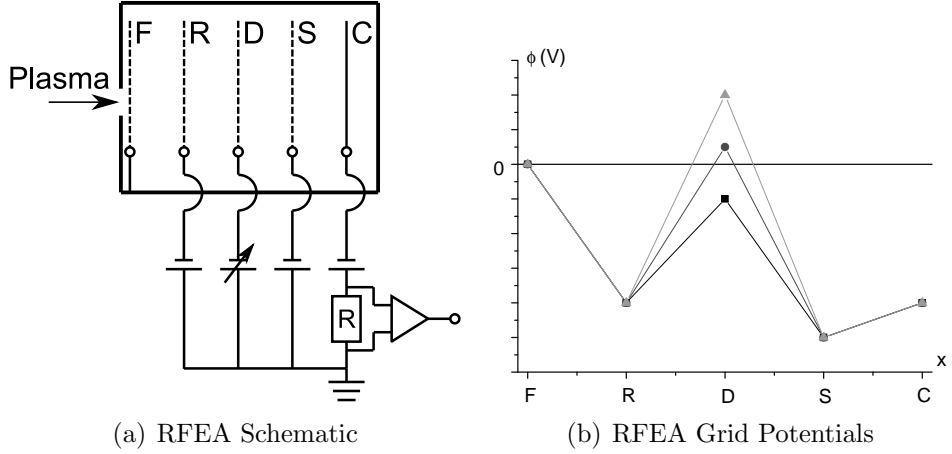 F R D S C
Plasma
R
(a) RFEA Schematic
ϕ (V)
0
x
F R D S C
(b) RFEA Grid Potentials